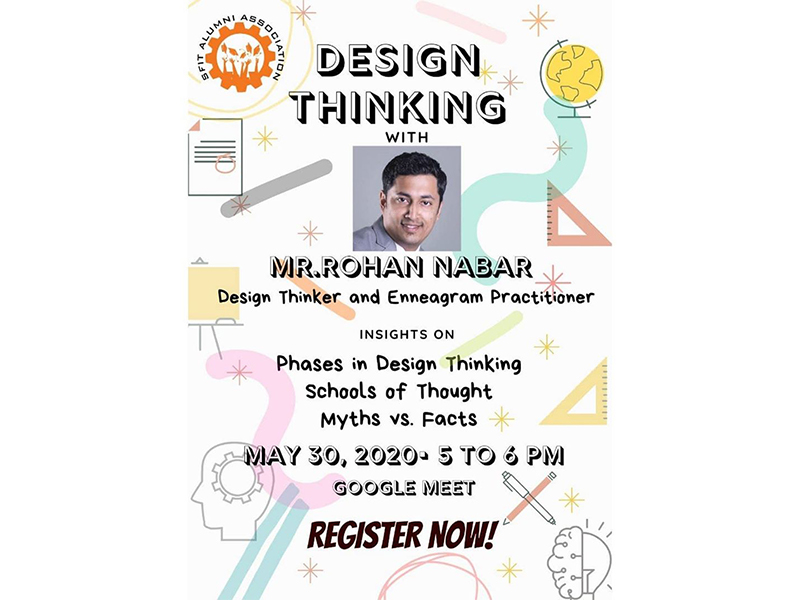 SFIT ALUMNI ASSOCIATION
DESIGN
THINKING
WITH
MR.ROHAN NABAR
Design Thinker and Enneagram Practitioner
INSIGHTS ON
Phases in Design Thinking
Schools of Thought
Myths vs. Facts
MAY 30, 2020• 5 TO 6 PM
GOOGLE MEET
REGISTER NOW!